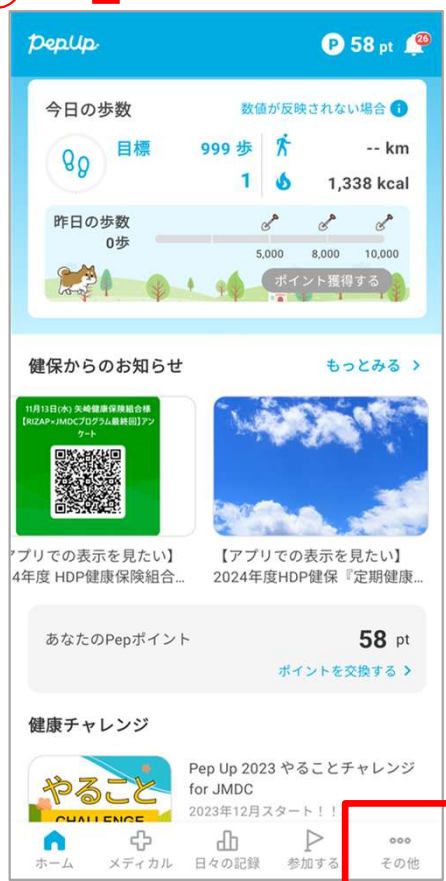 PepUp
P 58 pt 26
今日の歩数
数値が反映されない場合 i
目標 999 歩 -- km
1 1,338 kcal
昨日の歩数
0歩
5,000 8,000 10,000
ポイント獲得する
健保からのお知らせ
もっとみる >
11月13日(水) 矢崎健康保険組合様
【RIZAP×JMDCプログラム最終回】アン
ケート
アプリでの表示を見たい】
4年度 HDP健康保険組合…
【アプリでの表示を見たい】
2024年度HDP健保『定期健康…
あなたのPepポイント
58 pt
ポイントを交換する >
健康チャレンジ
やること
CHALLENGE
Pep Up 2023 やることチャレンジ
for JMDC
2023年12月スタート！！
ホーム メディカル 日々の記録 参加する その他